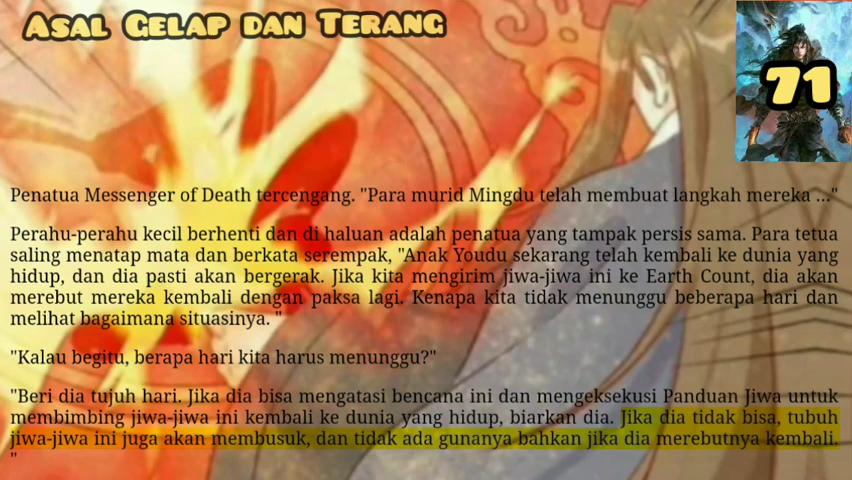 Asal Gelap dan Terang
71
Penatua Messenger of Death tercengang. "Para murid Mingdu telah membuat langkah mereka ..."
Perahu-perahu kecil berhenti dan di haluan adalah penatua yang tampak persis sama. Para tetua
saling menatap mata dan berkata serempak, "Anak Youdu sekarang telah kembali ke dunia yang
hidup, dan dia pasti akan bergerak. Jika kita mengirim jiwa-jiwa ini ke Earth Count, dia akan
merebut mereka kembali dengan paksa lagi. Kenapa kita tidak menunggu beberapa hari dan
melihat bagaimana situasinya. "
"Kalau begitu, berapa hari kita harus menunggu?"
"Beri dia tujuh hari. Jika dia bisa mengatasi bencana ini dan mengeksekusi Panduan Jiwa untuk
membimbing jiwa-jiwa ini kembali ke dunia yang hidup, biarkan dia. Jika dia tidak bisa, tubuh
jiwa-jiwa ini juga akan membusuk, dan tidak ada gunanya bahkan jika dia merebutnya kembali.
"